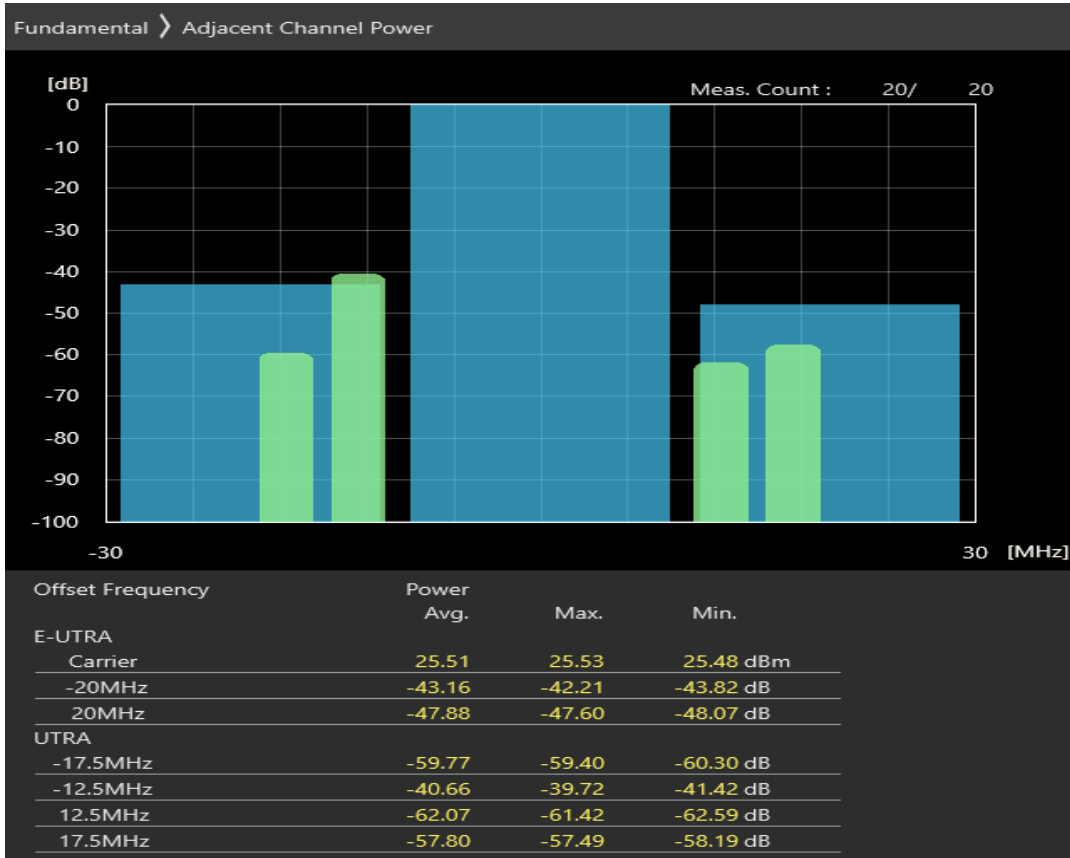 Fundamental 〉 Adjacent Channel Power
[dB]
Meas. Count : 20/ 20
0
-10
-20
-30
-40
-50
-60
-70
-80
-90
-100
-30 30 [MHz]
Offset Frequency Power
Avg. Max. Min.
E-UTRA
Carrier 25.51 25.53 25.48 dBm
-20MHz -43.16 -42.21 -43.82 dB
20MHz -47.88 -47.60 -48.07 dB
UTRA
-17.5MHz -59.77 -59.40 -60.30 dB
-12.5MHz -40.66 -39.72 -41.42 dB
12.5MHz -62.07 -61.42 -62.59 dB
17.5MHz -57.80 -57.49 -58.19 dB